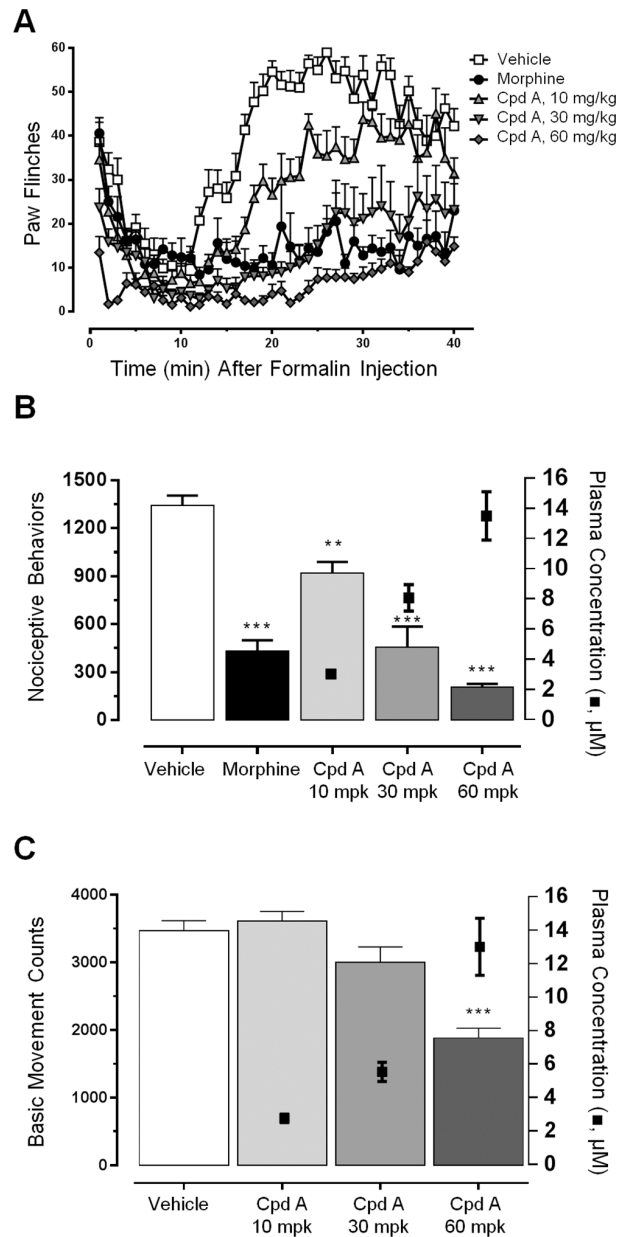 A
60
50
40
30
20
10
0
Paw Flinches
0
10
20
30
40
Time (min) After Formalin Injection
Vehicle
Morphine
Cpd A, 10 mg/kg
Cpd A, 30 mg/kg
Cpd A, 60 mg/kg
B
1500
1200
900
600
300
0
Nociceptive Behaviors
***
**
***
***
16
14
12
10
8
6
4
2
0
Plasma Concentration (■, µM)
Vehicle
Morphine
Cpd A
10 mpk
Cpd A
30 mpk
Cpd A
60 mpk
C
4000
3000
2000
1000
0
Basic Movement Counts
***
16
14
12
10
8
6
4
2
0
Plasma Concentration (■, µM)
Vehicle
Cpd A
10 mpk
Cpd A
30 mpk
Cpd A
60 mpk